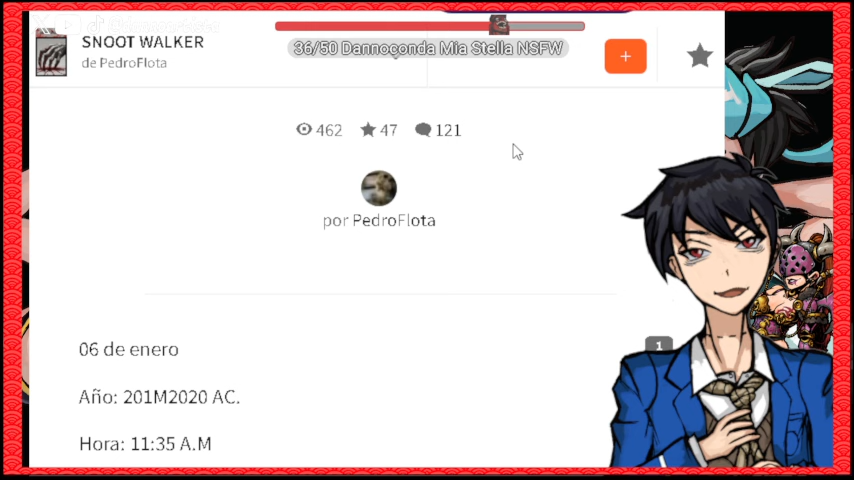 SNOOT WALKER
de PedroFlota
36/50 Dannoconda Mia Stella NSFW
+
462 47 121
por PedroFlota
06 de enero
1
Año: 201M2020 AC.
Hora: 11:35 A.M